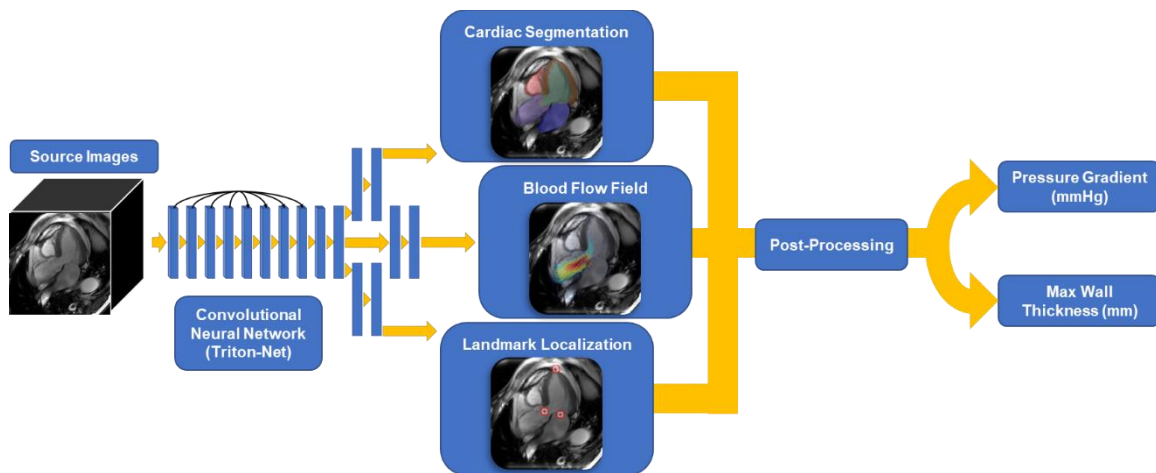 Cardiac Segmentation
Source Images
Blood Flow Field
Convolutional
Neural Network
(Triton-Net)
Landmark Localization
Post-Processing
Pressure Gradient
(mmHg)
Max Wall
Thickness (mm)